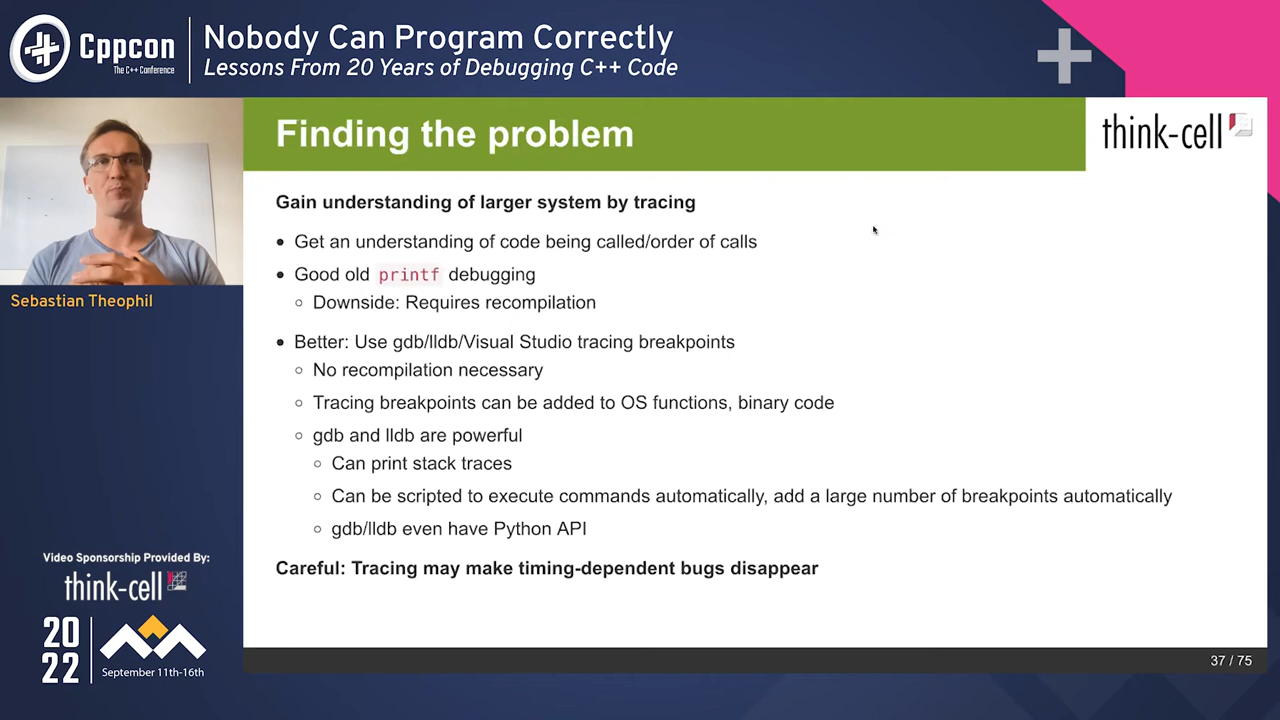 Cppcon
The C++ Conference
Nobody Can Program Correctly
Lessons From 20 Years of Debugging C++ Code
Finding the problem
think-cell
Sebastian Theophil
Gain understanding of larger system by tracing
• Get an understanding of code being called/order of calls
• Good old printf debugging
◦ Downside: Requires recompilation
• Better: Use gdb/lldb/Visual Studio tracing breakpoints
◦ No recompilation necessary
◦ Tracing breakpoints can be added to OS functions, binary code
◦ gdb and lldb are powerful
◦ Can print stack traces
◦ Can be scripted to execute commands automatically, add a large number of breakpoints automatically
◦ gdb/lldb even have Python API
Careful: Tracing may make timing-dependent bugs disappear
Video Sponsorship Provided By:
think-cell
20
22
September 11th-16th
37 / 75